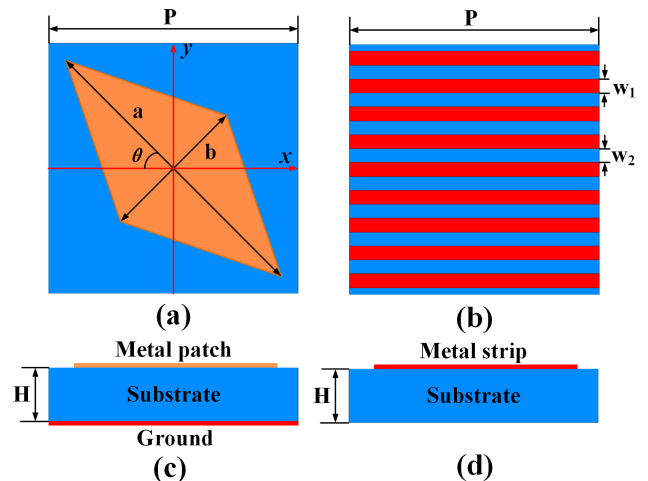 P
y
a
b
θ
x
(a)
P
w1
w2
(b)
Metal patch
H
Substrate
Ground
(c)
Metal strip
H
Substrate
(d)